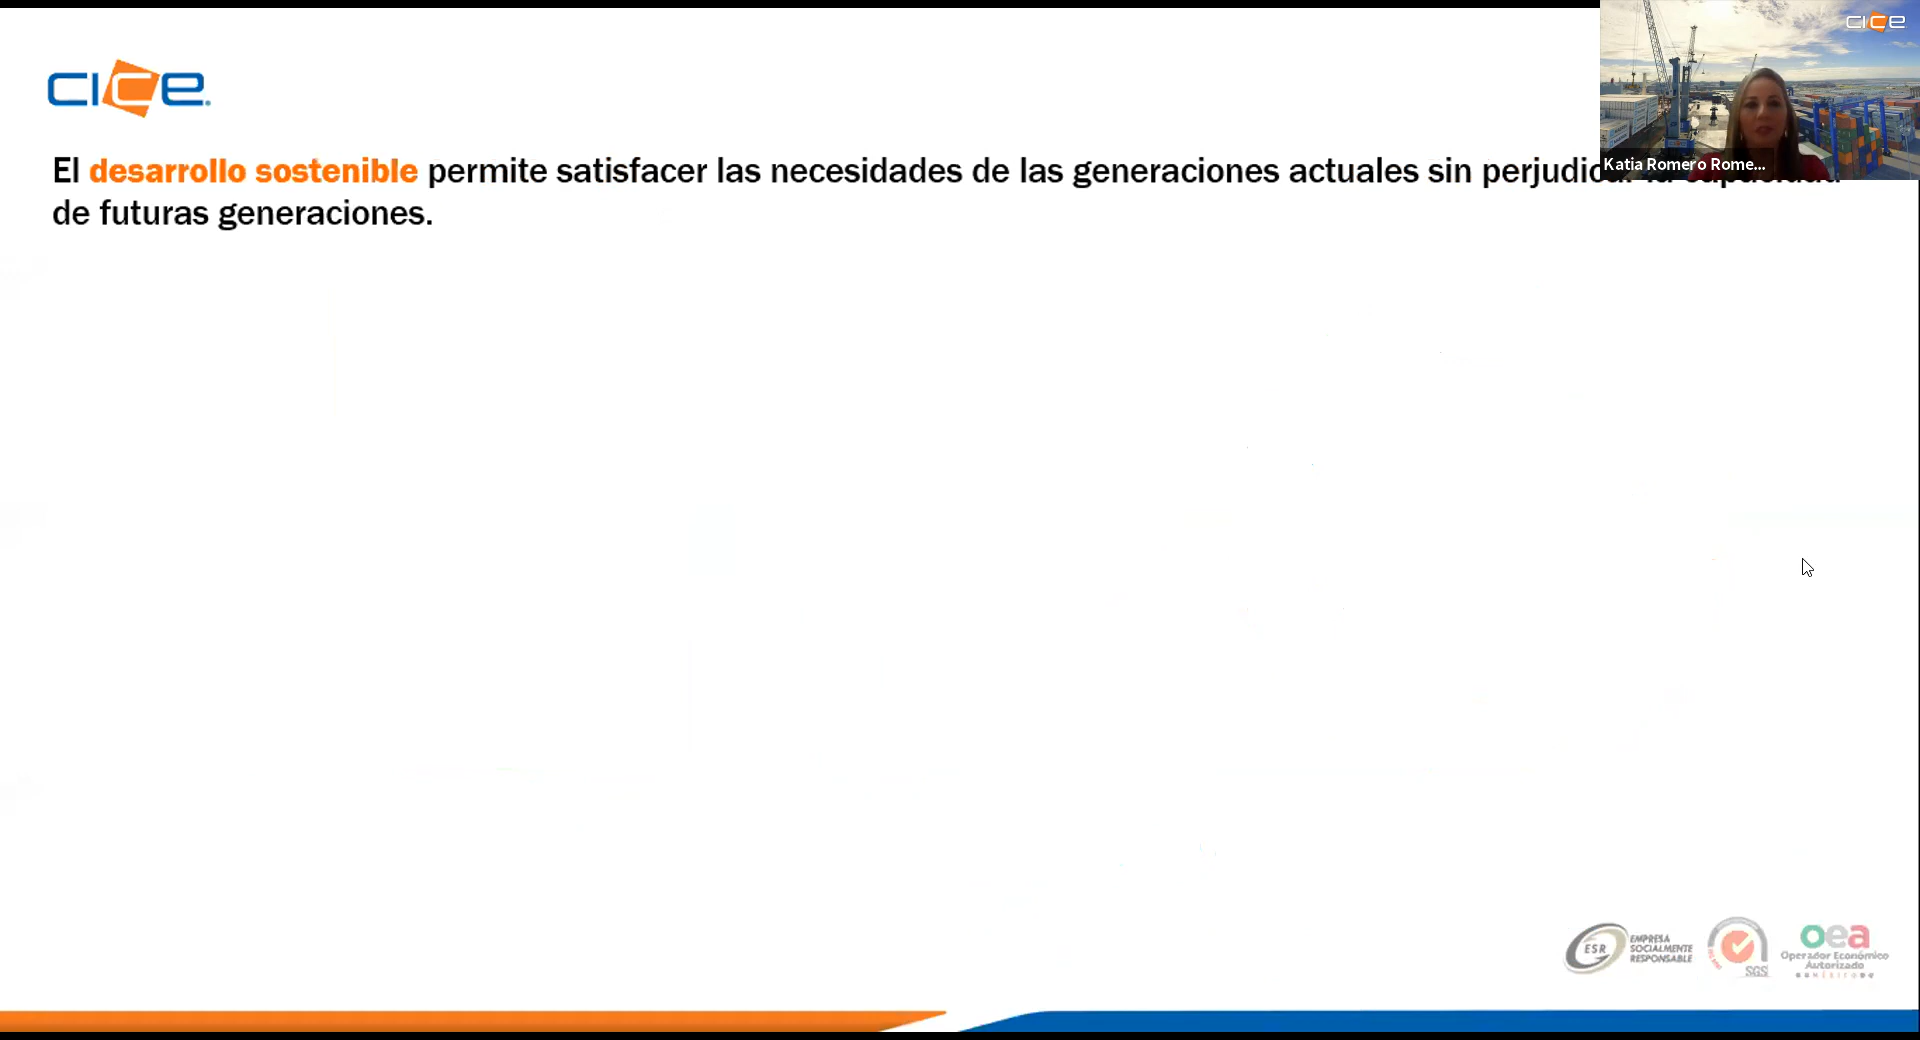 cice
cice.
El desarrollo sostenible permite satisfacer las necesidades de las generaciones actuales sin
de futuras generaciones.
Katia Romero Rome...
ESR
EMPRESA
SOCIALMENTE
RESPONSABLE
SGS
oea
Operador Económico
Autorizado